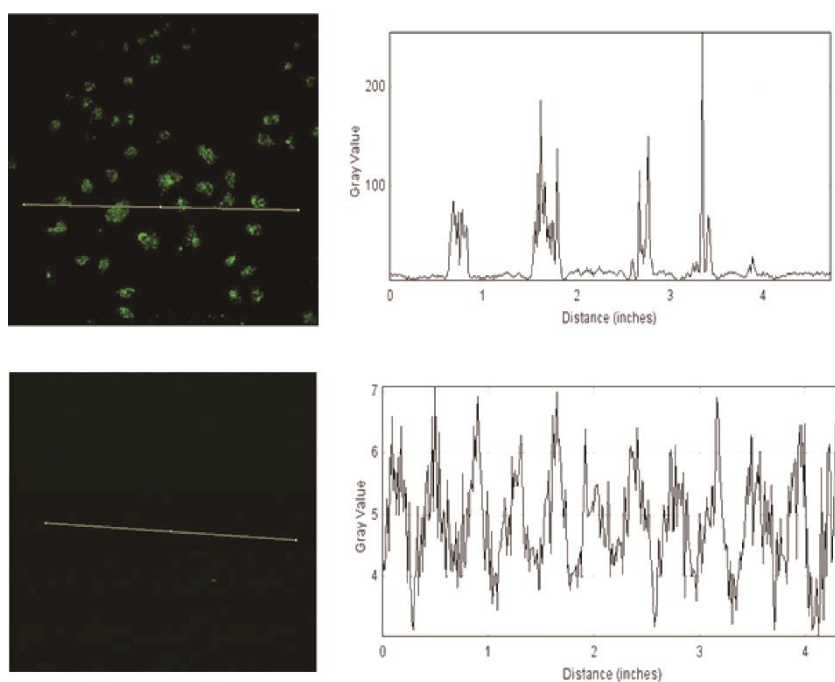 200
100
Gray Value
0 1 2 3 4
Distance (inches)
7
6
5
4
Gray Value
0 1 2 3 4
Distance (inches)